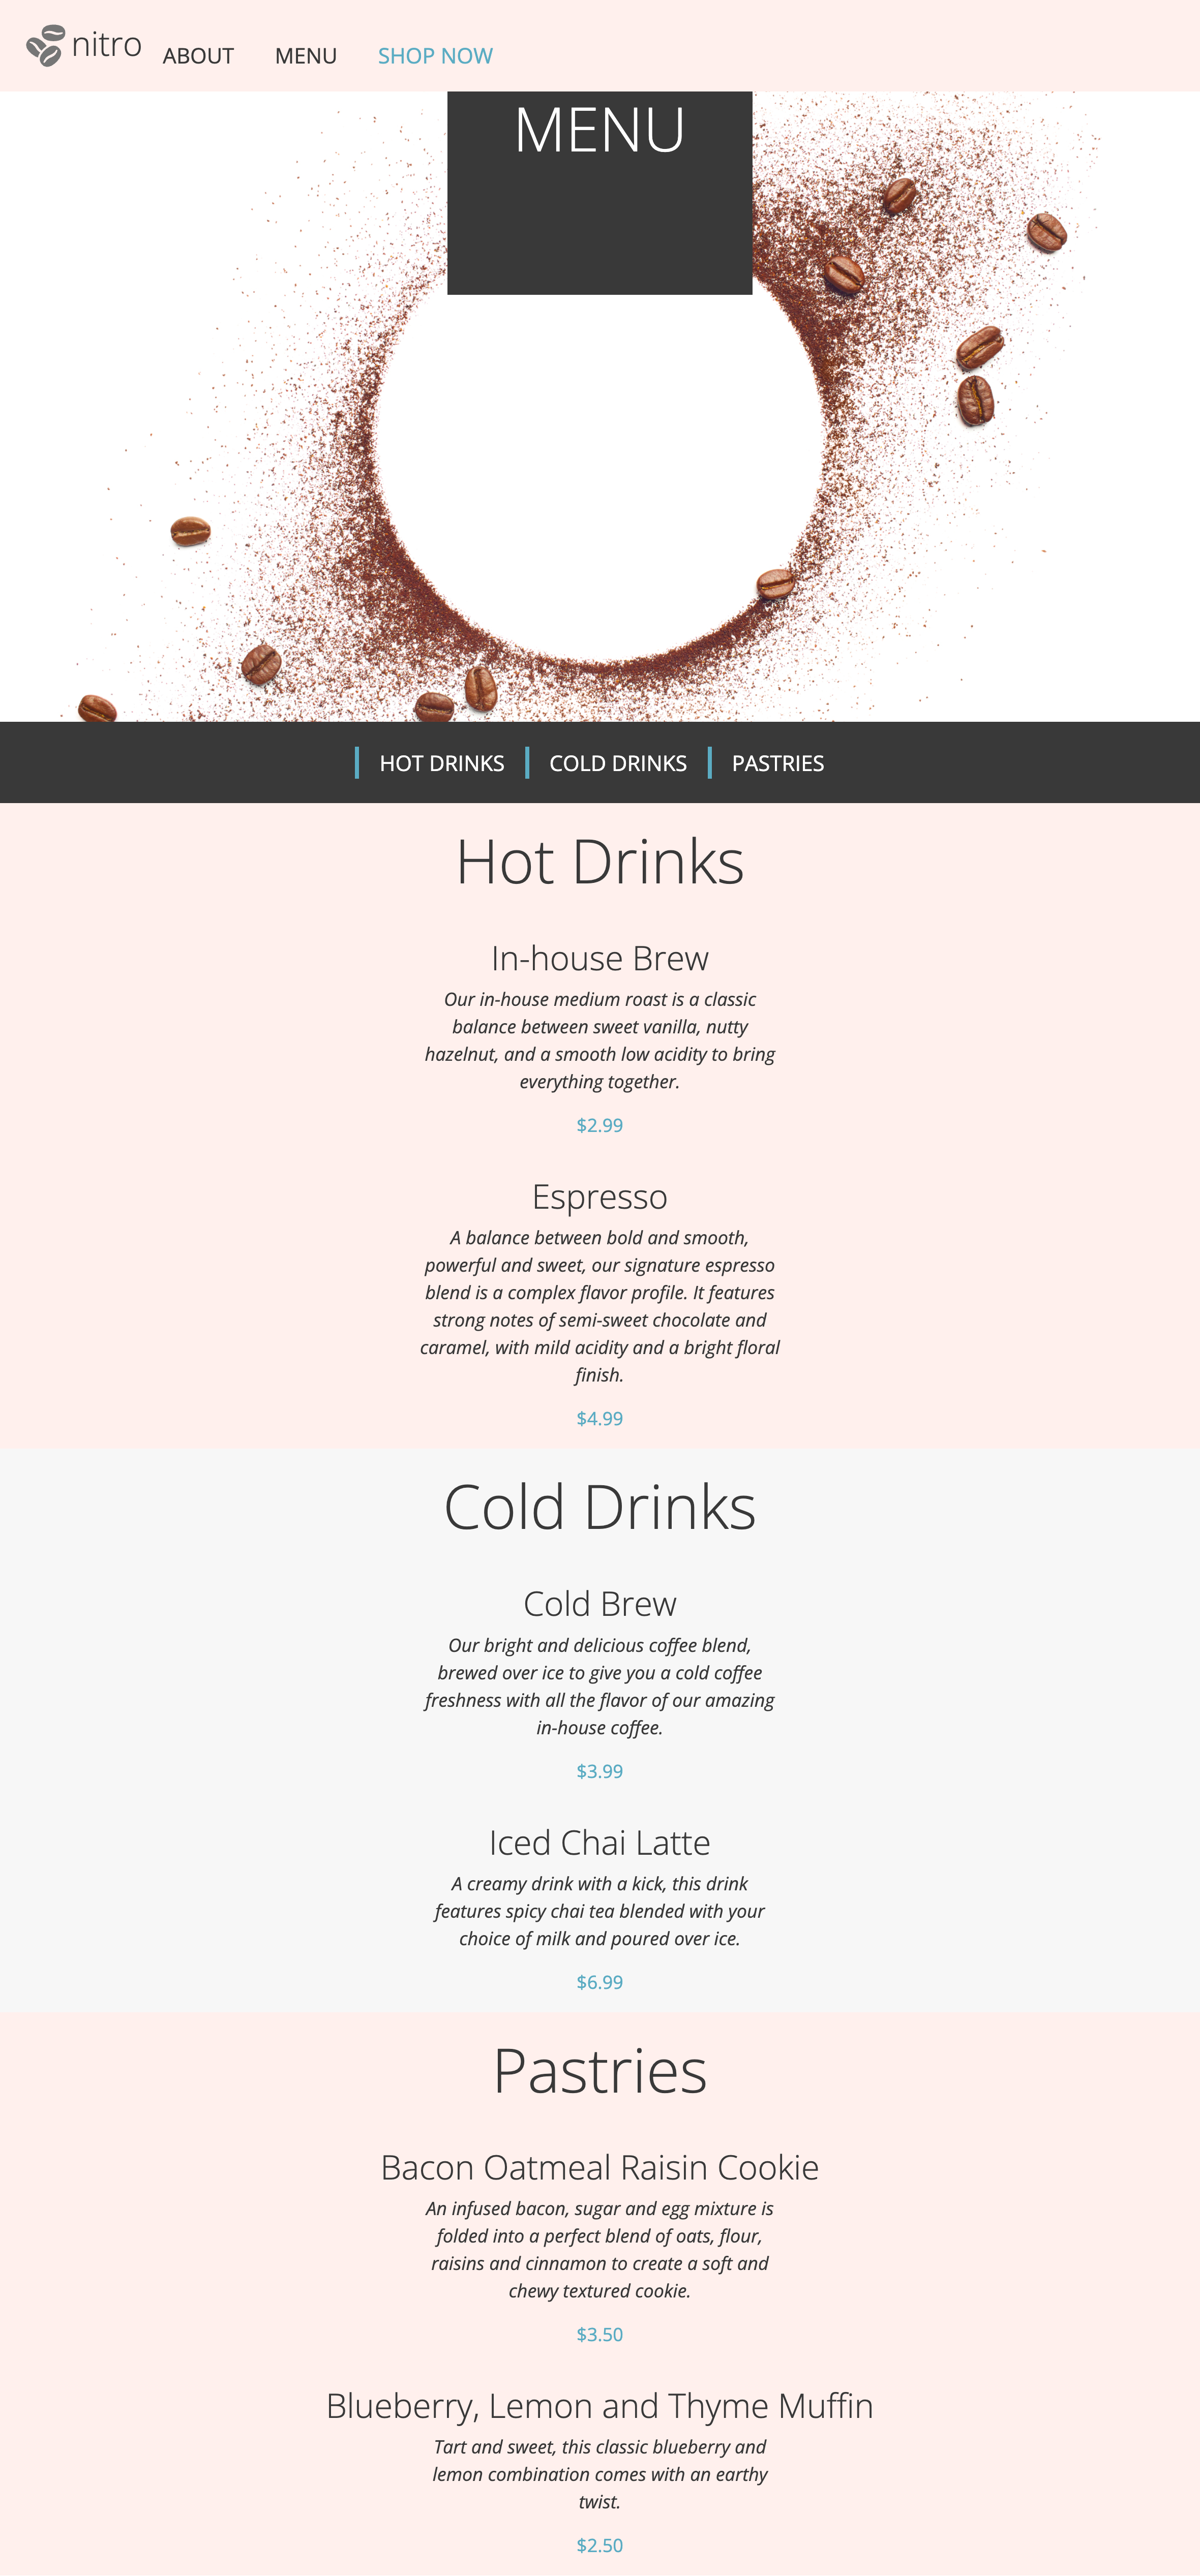 nitro
ABOUT MENU SHOP NOW
MENU
HOT DRINKS COLD DRINKS PASTRIES
Hot Drinks
In-house Brew
Our in-house medium roast is a classic
balance between sweet vanilla, nutty
hazelnut, and a smooth low acidity to bring
everything together.
$2.99
Espresso
A balance between bold and smooth,
powerful and sweet, our signature espresso
blend is a complex flavor profile. It features
strong notes of semi-sweet chocolate and
caramel, with mild acidity and a bright floral
finish.
$4.99
Cold Drinks
Cold Brew
Our bright and delicious coffee blend,
brewed over ice to give you a cold coffee
freshness with all the flavor of our amazing
in-house coffee.
$3.99
Iced Chai Latte
A creamy drink with a kick, this drink
features spicy chai tea blended with your
choice of milk and poured over ice.
$6.99
Pastries
Bacon Oatmeal Raisin Cookie
An infused bacon, sugar and egg mixture is
folded into a perfect blend of oats, flour,
raisins and cinnamon to create a soft and
chewy textured cookie.
$3.50
Blueberry, Lemon and Thyme Muffin
Tart and sweet, this classic blueberry and
lemon combination comes with an earthy
twist.
$2.50